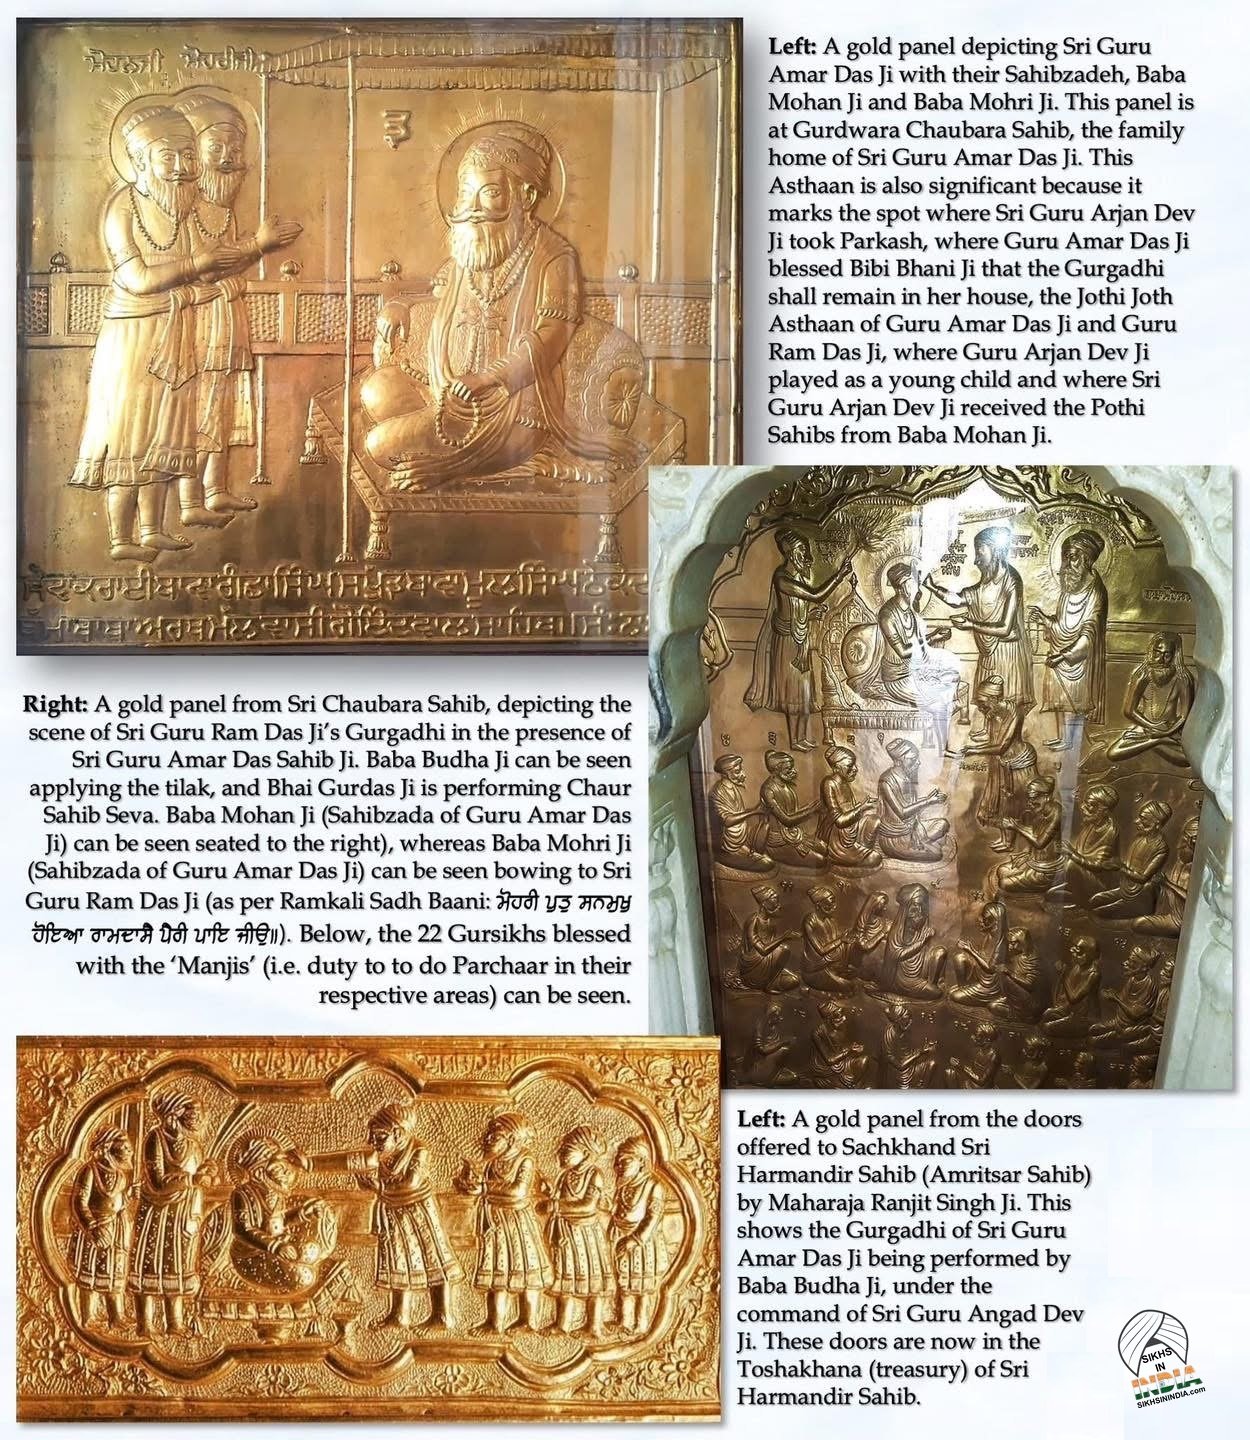 ਮੋਹਨਜੀ ਮੋਹਰੀਜੀ
੩
Left: A gold panel depicting Sri Guru
Amar Das Ji with their Sahibzadeh, Baba
Mohan Ji and Baba Mohri Ji. This panel is
at Gurdwara Chaubara Sahib, the family
home of Sri Guru Amar Das Ji. This
Asthaan is also significant because it
marks the spot where Sri Guru Arjan Dev
Ji took Parkash, where Guru Amar Das Ji
blessed Bibi Bhani Ji that the Gurgadhi
shall remain in her house, the Jothi Joth
Asthaan of Guru Amar Das Ji and Guru
Ram Das Ji, where Guru Arjan Dev Ji
played as a young child and where Sri
Guru Arjan Dev Ji received the Pothi
Sahibs from Baba Mohan Ji.
Right: A gold panel from Sri Chaubara Sahib, depicting the
scene of Sri Guru Ram Das Ji’s Gurgadhi in the presence of
Sri Guru Amar Das Sahib Ji. Baba Budha Ji can be seen
applying the tilak, and Bhai Gurdas Ji is performing Chaur
Sahib Seva. Baba Mohan Ji (Sahibzada of Guru Amar Das
Ji) can be seen seated to the right), whereas Baba Mohri Ji
(Sahibzada of Guru Amar Das Ji) can be seen bowing to Sri
Guru Ram Das Ji (as per Ramkali Sadh Baani: ਮੋਹਰੀ ਪੁਤੁ ਸਨਮੁਖੁ
ਹੋਇਆ ਰਾਮਦਾਸੈ ਪੈਰੀ ਪਾਇ ਜੀਉ॥). Below, the 22 Gursikhs blessed
with the ‘Manjis’ (i.e. duty to to do Parchaar in their
respective areas) can be seen.
Left: A gold panel from the doors
offered to Sachkhand Sri
Harmandir Sahib (Amritsar Sahib)
by Maharaja Ranjit Singh Ji. This
shows the Gurgadhi of Sri Guru
Amar Das Ji being performed by
Baba Budha Ji, under the
command of Sri Guru Angad Dev
Ji. These doors are now in the
Toshakhana (treasury) of Sri
Harmandir Sahib.
SIKHS
IN
INDIA
SIKHSININDIA.com